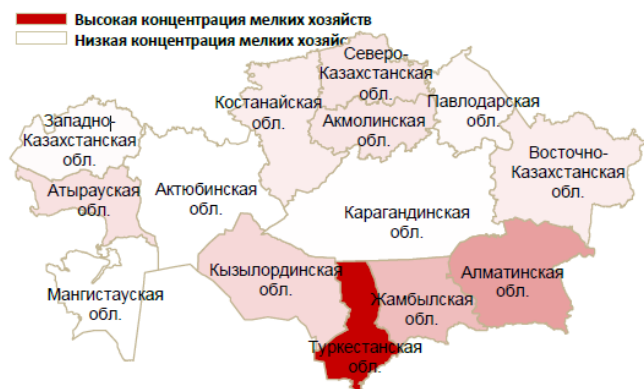 Высокая концентрация мелких хозяйств
Низкая концентрация мелких хозяйс
Северо-
Казахстанская
обл.
Костанайская
обл.
Акмолинская
обл.
Павлодарская
обл.
Западно-
Казахстанская
обл.
Восточно-
Казахстанская
обл.
Атырауская
обл.
Актюбинская
обл.
Карагандинская
обл.
Кызылординская
обл.
Алматинская
обл.
Мангистауская
обл.
Жамбылская
обл.
Туркестанская
обл.